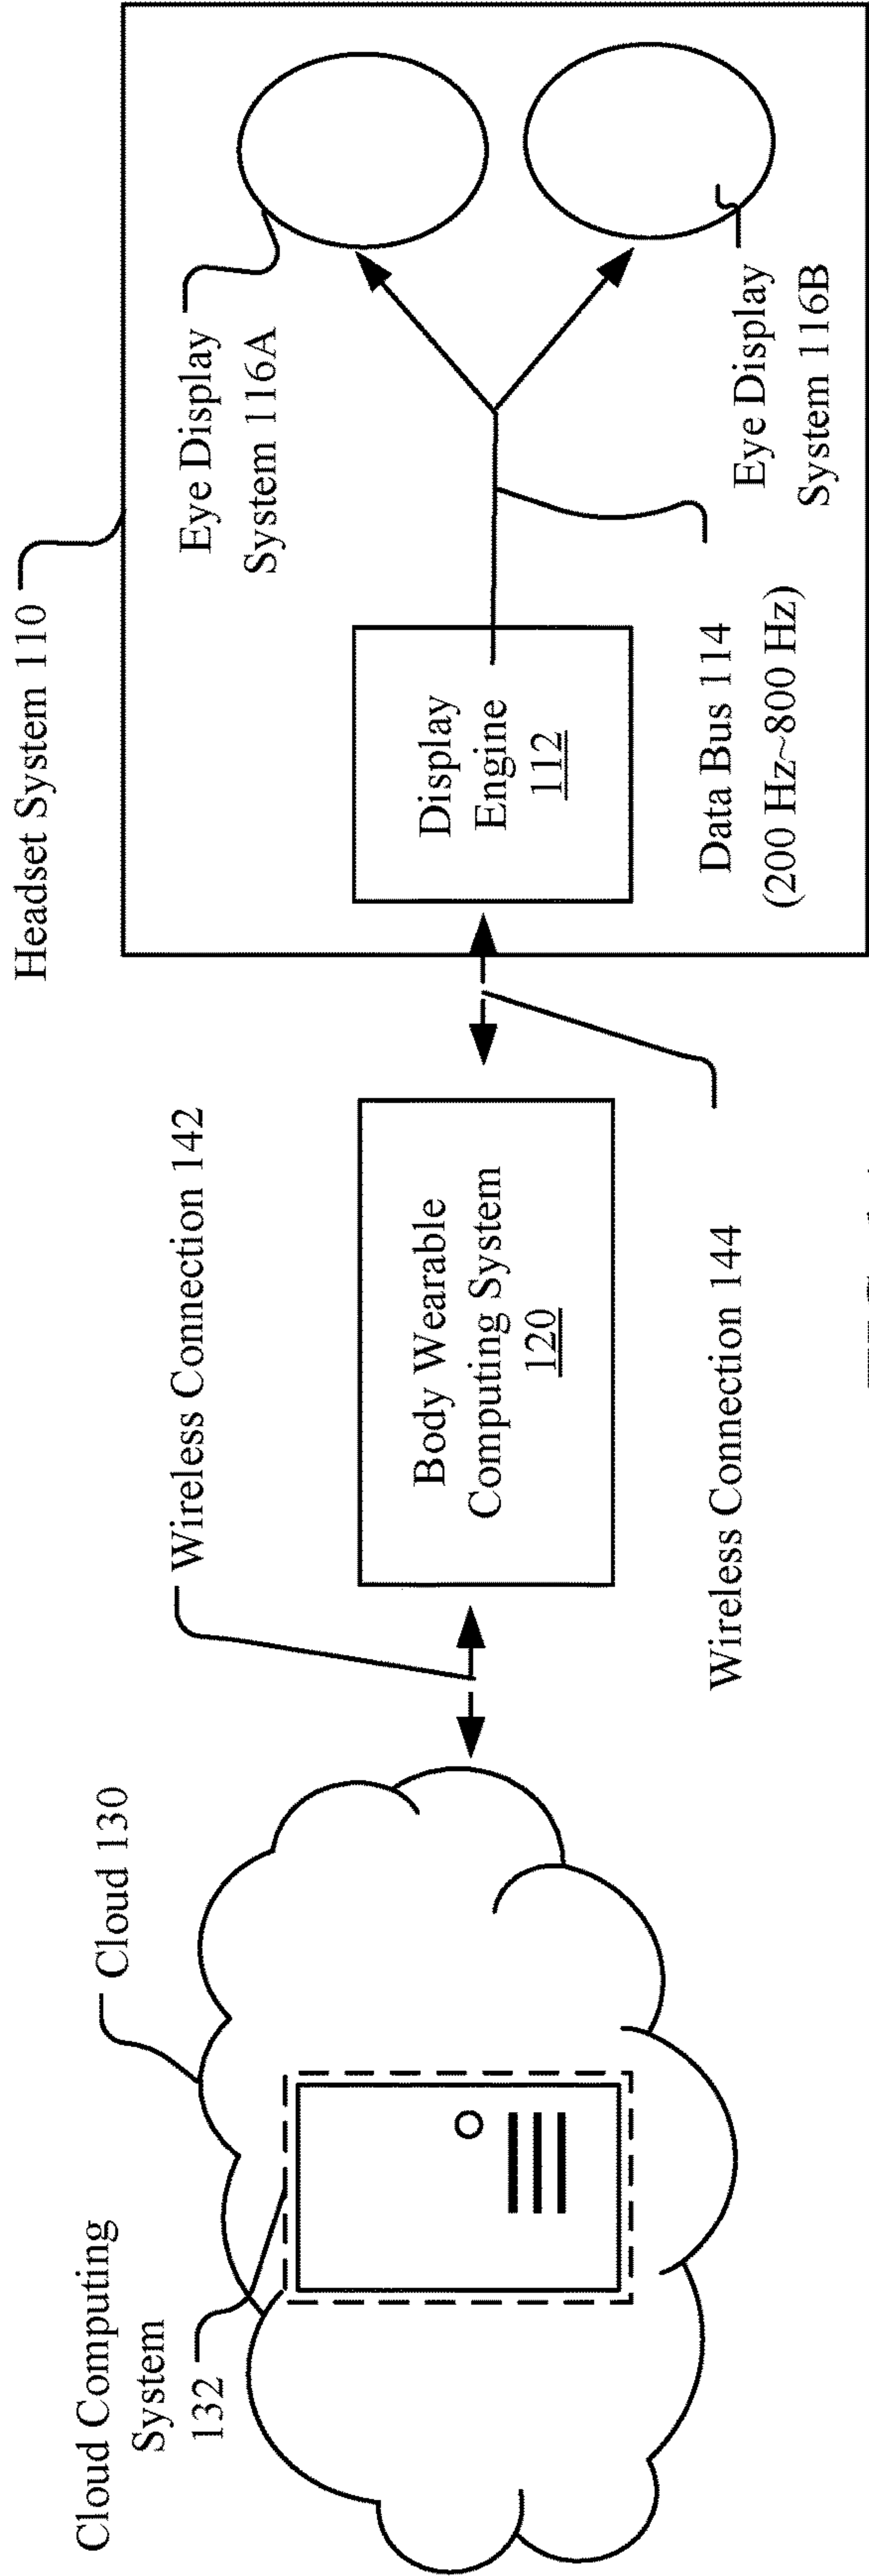 Cloud Computing
System
132
Cloud 130
Wireless Connection 142
Body Wearable
Computing System
120
Wireless Connection 144
Headset System 110
Display
Engine
112
Data Bus 114
(200 Hz~800 Hz)
Eye Display
System 116A
Eye Display
System 116B